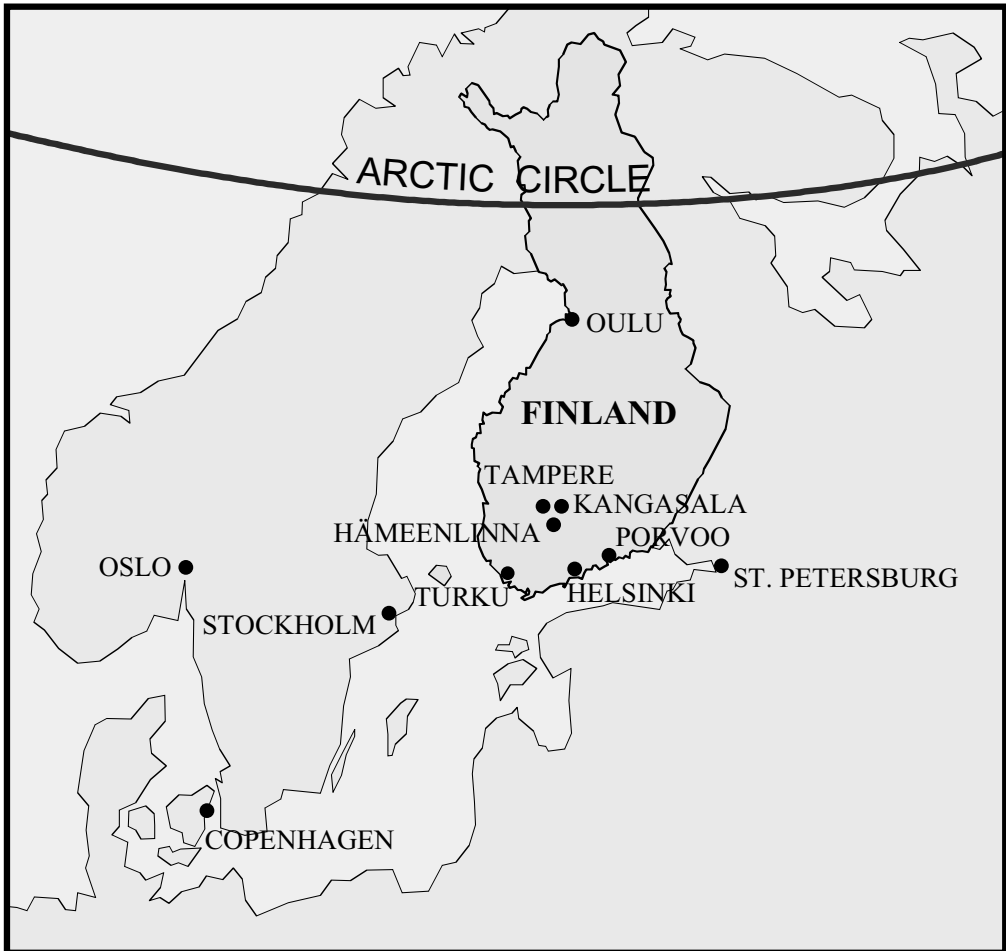 ARCTIC CIRCLE
OULU
FINLAND
TAMPERE
KANGASALA
HÄMEENLINNA
PORVOO
OSLO
ST. PETERSBURG
TURKU
HELSINKI
STOCKHOLM
COPENHAGEN